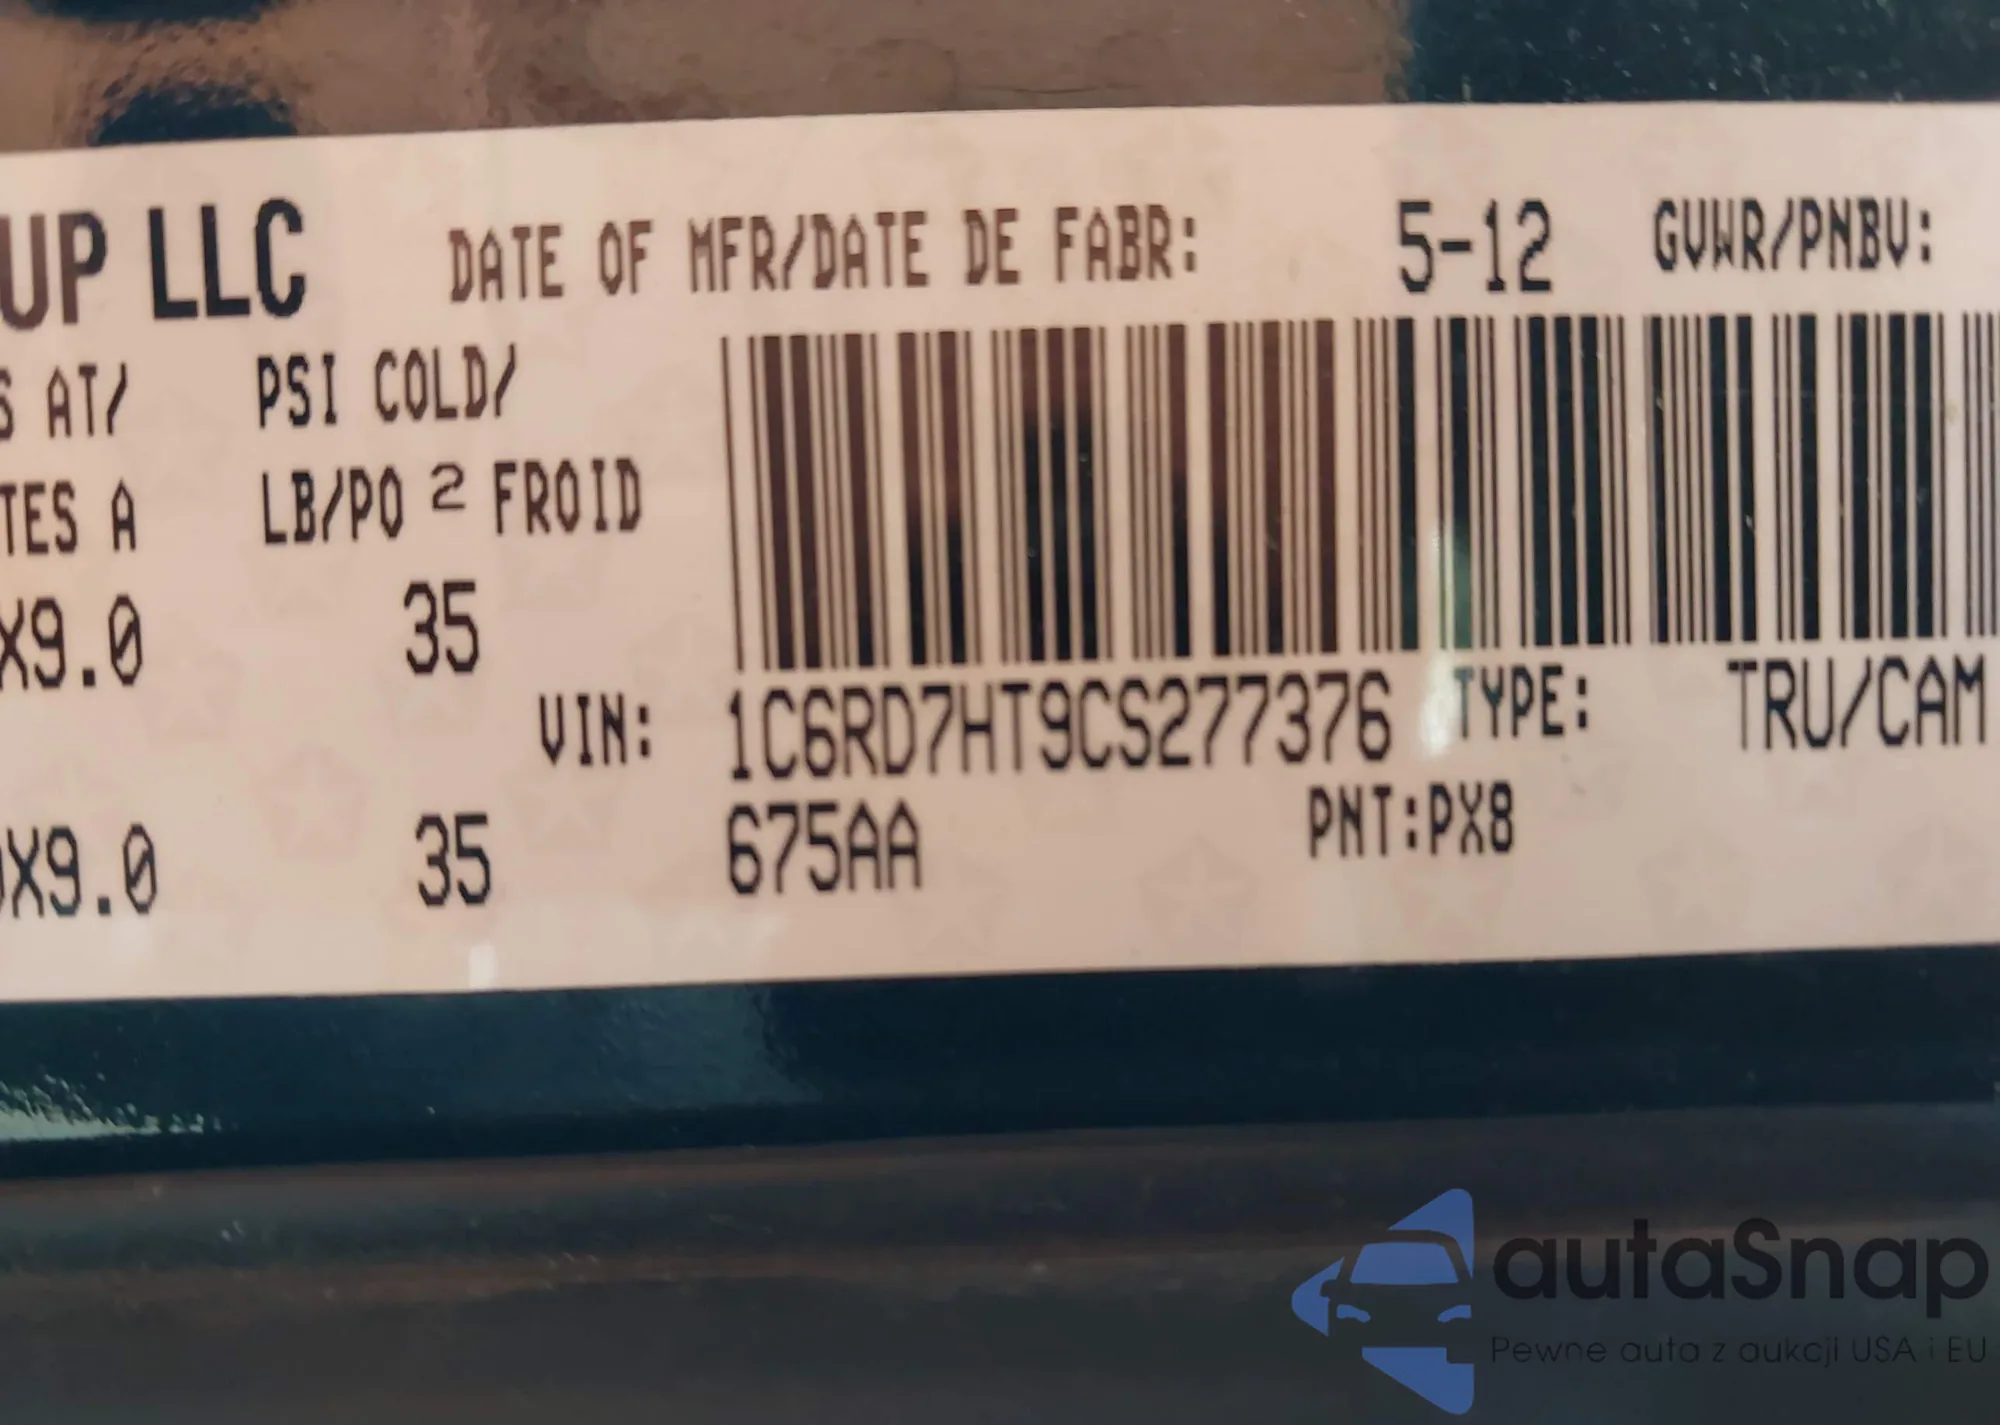 UP LLC DATE OF MFR/DATE DE FABR: 5-12 GVWR/PNBV:
S AT/ PSI COLD/
TES A LB/PO 2 FROID
X9.0 35
VIN: 1C6RD7HT9CS277376 TYPE: TRU/CAM
0X9.0 35 675AA PNT:PX8
autaSnap
Pewne auta z aukcji USA i EU